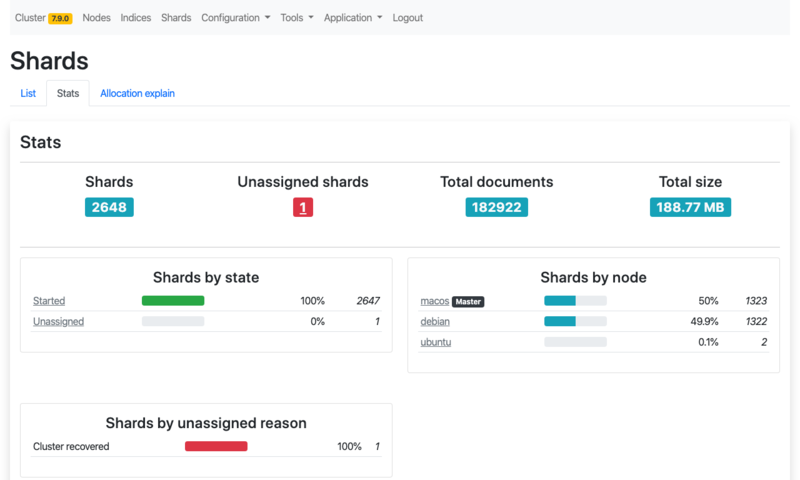 Cluster 7.9.0 Nodes Indices Shards Configuration Tools Application Logout
Shards
List Stats Allocation explain
Stats
Shards Unassigned shards Total documents Total size
2648 1 182922 188.77 MB
Shards by state
Started 100% 2647
Unassigned 0% 1
Shards by node
macos Master 50% 1323
debian 49.9% 1322
ubuntu 0.1% 2
Shards by unassigned reason
Cluster recovered 100% 1